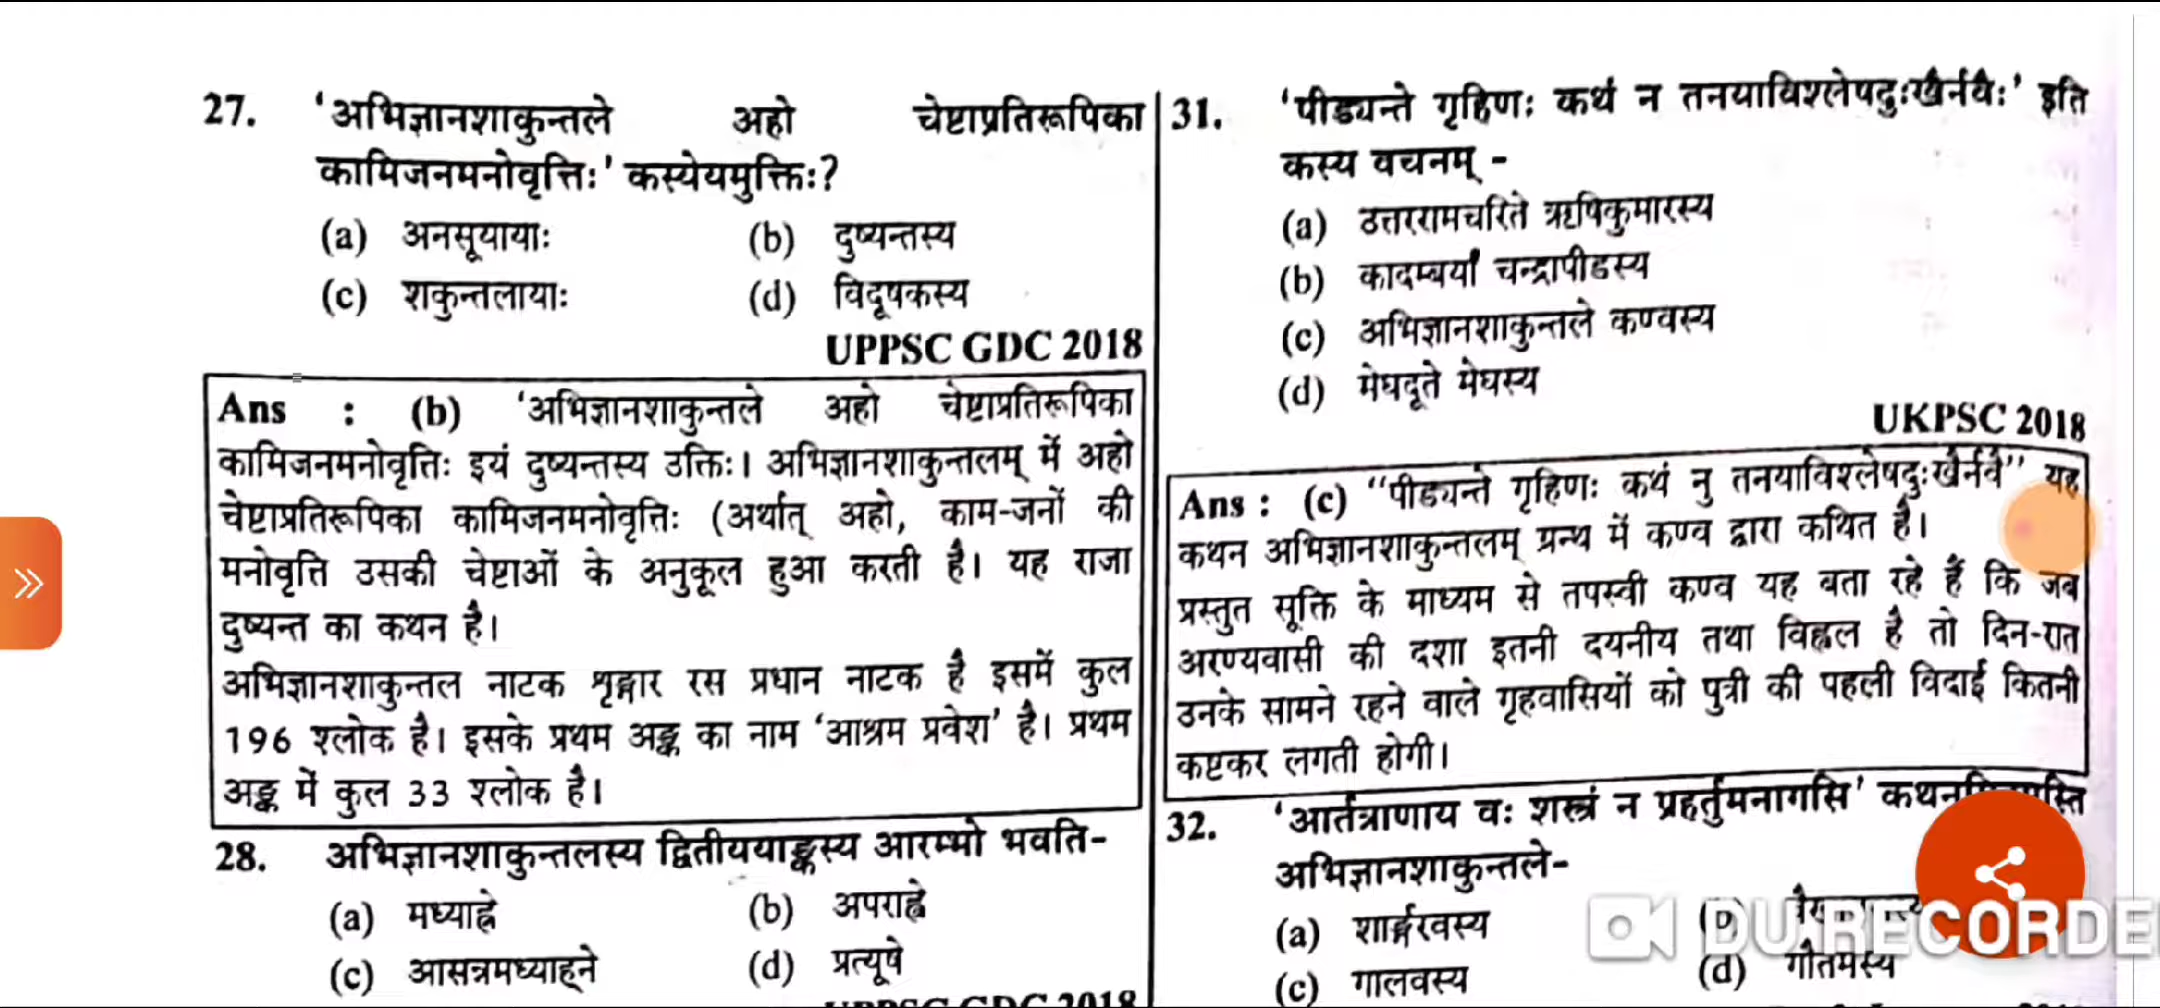 27. 'अभिज्ञानशाकुन्तले अहो चेष्टाप्रतिरूपिका
कामिजनमनोवृत्तिः' कस्येयमुक्तिः?
(a) अनसूयायाः (b) दुष्यन्तस्य
(c) शकुन्तलायाः (d) विदूषकस्य
UPPSC GDC 2018
Ans : (b) 'अभिज्ञानशाकुन्तले अहो चेष्टाप्रतिरूपिका
कामिजनमनोवृत्तिः इयं दुष्यन्तस्य उक्तिः। अभिज्ञानशाकुन्तलम् में अहो
चेष्टाप्रतिरूपिका कामिजनमनोवृत्तिः (अर्थात् अहो, काम-जनों की
मनोवृत्ति उसकी चेष्टाओं के अनुकूल हुआ करती है। यह राजा
दुष्यन्त का कथन है।
अभिज्ञानशाकुन्तल नाटक शृङ्गार रस प्रधान नाटक है इसमें कुल
196 श्लोक है। इसके प्रथम अङ्क का नाम 'आश्रम प्रवेश' है। प्रथम
अङ्क में कुल 33 श्लोक है।
28. अभिज्ञानशाकुन्तलस्य द्वितीययाङ्कस्य आरम्भो भवति-
(a) मध्याह्ने (b) अपराह्ने
(c) आसन्नमध्याह्ने (d) प्रत्यूषे
UPPSC GDC 2018
31. 'पीड्यन्ते गृहिणः कथं न तनयाविश्लेषदुःखैर्नवैः' इति
कस्य वचनम् -
(a) उत्तररामचरिते ऋषिकुमारस्य
(b) कादम्बर्यां चन्द्रापीडस्य
(c) अभिज्ञानशाकुन्तले कण्वस्य
(d) मेघदूते मेघस्य
UKPSC 2018
Ans : (c) "पीड्यन्ते गृहिणः कथं नु तनयाविश्लेषदुःखैर्नवै" यह
कथन अभिज्ञानशाकुन्तलम् ग्रन्थ में कण्व द्वारा कथित है।
प्रस्तुत सूक्ति के माध्यम से तपस्वी कण्व यह बता रहे हैं कि जब
अरण्यवासी की दशा इतनी दयनीय तथा विह्वल है तो दिन-रात
उनके सामने रहने वाले गृहवासियों को पुत्री की पहली विदाई कितनी
कष्टकर लगती होगी।
32. 'आर्तत्राणाय वः शस्त्रं न प्रहर्तुमनागसि'
अभिज्ञानशाकुन्तले-
(a) शार्ङ्गरवस्य (b)
(c) गालवस्य (d) गौतमस्य
DU RECORDE